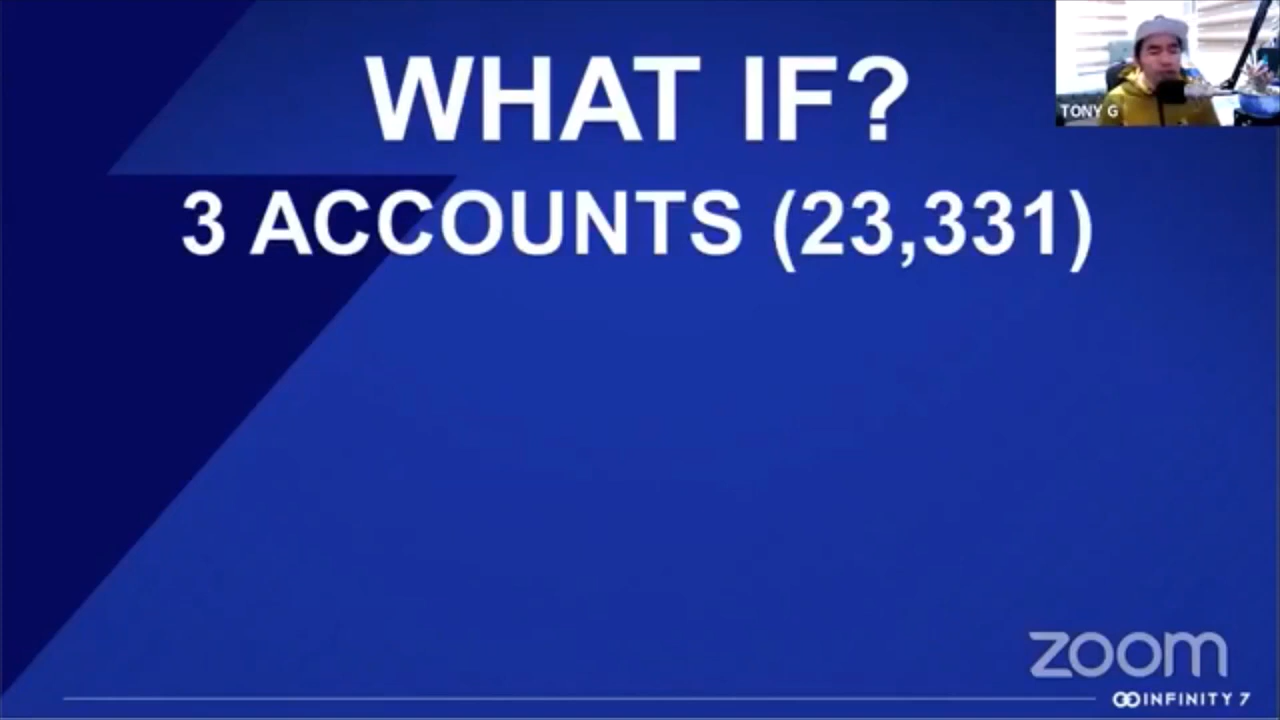 WHAT IF?
TONY G
3 ACCOUNTS (23,331)
zoom
INFINITY 7